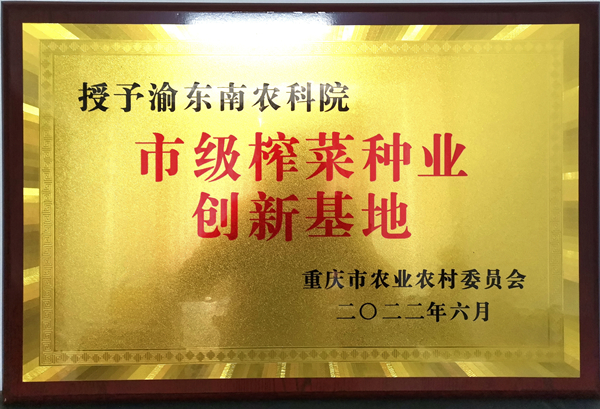 授予渝东南农科院
市级榨菜种业
创新基地
重庆市农业农村委员会
二〇二二年六月